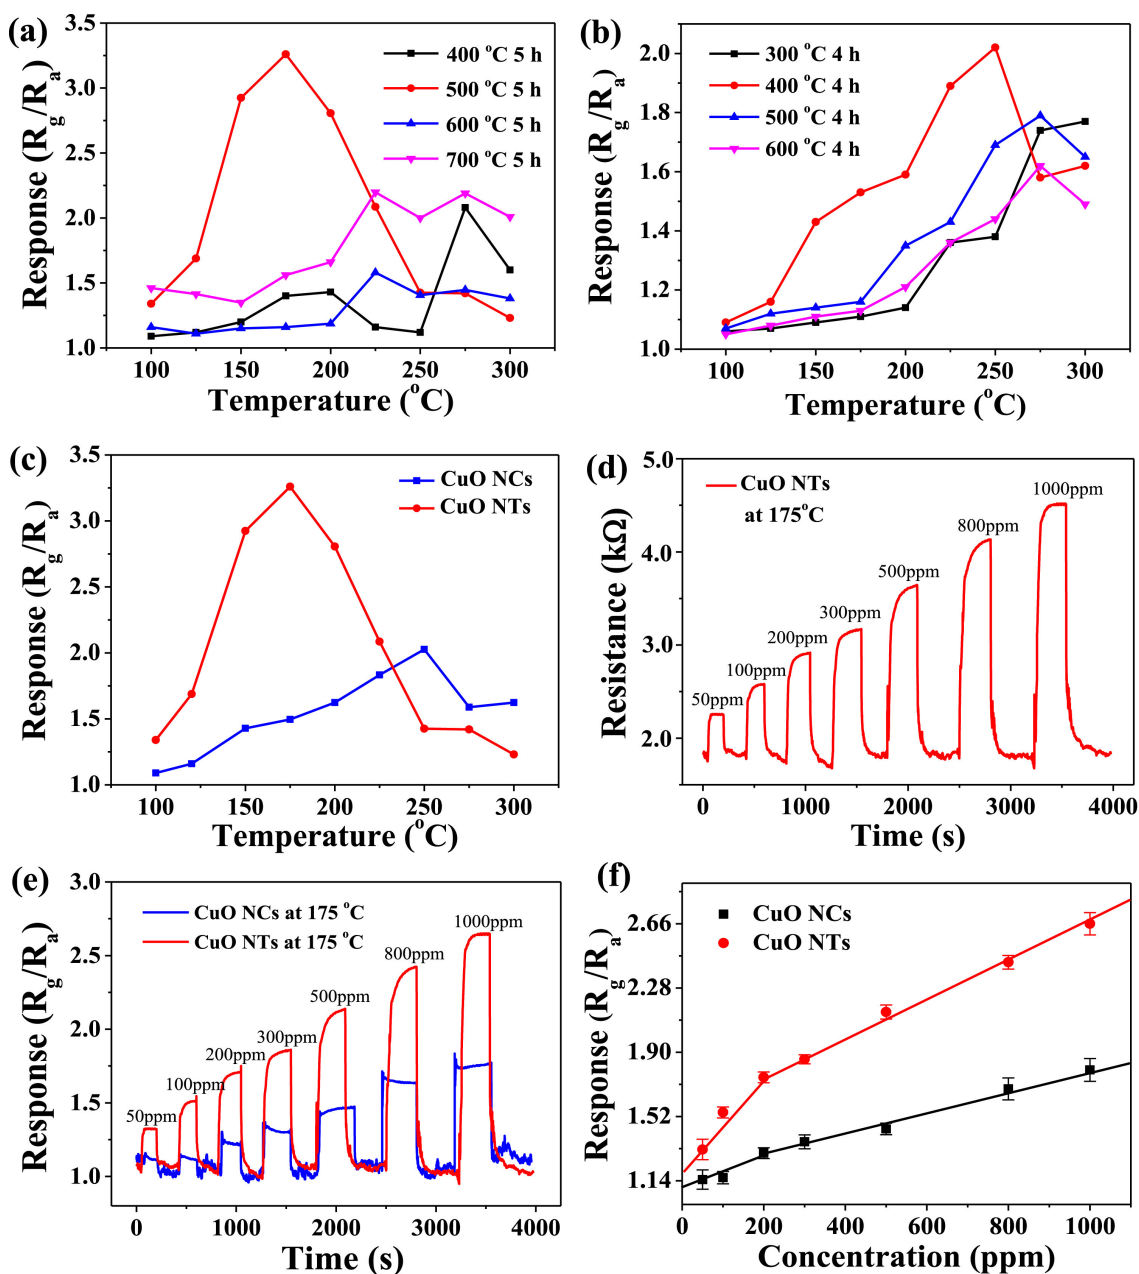 (a)
3.5
3.0
2.5
2.0
1.5
1.0
Response (Rg/Ra)
400 °C 5 h
500 °C 5 h
600 °C 5 h
700 °C 5 h
100 150 200 250 300
Temperature (°C)
(b)
2.0
1.8
1.6
1.4
1.2
1.0
Response (Rg/Ra)
300 °C 4 h
400 °C 4 h
500 °C 4 h
600 °C 4 h
100 150 200 250 300
Temperature (°C)
(c)
3.5
3.0
2.5
2.0
1.5
1.0
Response (Rg/Ra)
CuO NCs
CuO NTs
100 150 200 250 300
Temperature (°C)
(d)
5.0
4.0
3.0
2.0
Resistance (kΩ)
CuO NTs
at 175°C
50ppm
100ppm
200ppm
300ppm
500ppm
800ppm
1000ppm
0 1000 2000 3000 4000
Time (s)
(e)
3.0
2.5
2.0
1.5
1.0
Response (Rg/Ra)
CuO NCs at 175 °C
CuO NTs at 175 °C
50ppm
100ppm
200ppm
300ppm
500ppm
800ppm
1000ppm
0 1000 2000 3000 4000
Time (s)
(f)
2.66
2.28
1.90
1.52
1.14
Response (Rg/Ra)
CuO NCs
CuO NTs
0 200 400 600 800 1000
Concentration (ppm)